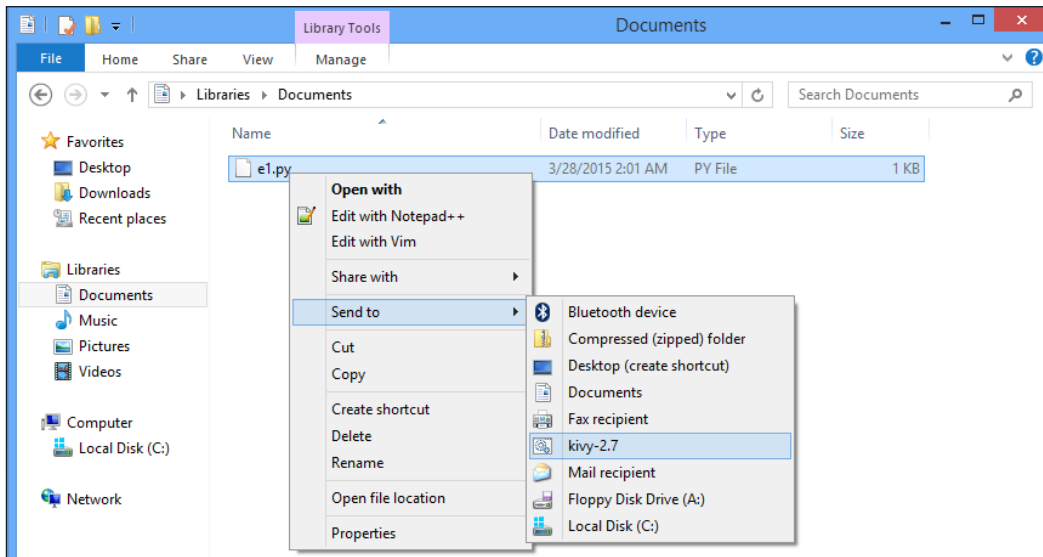 Library Tools
Documents
File
Home
Share
View
Manage
Libraries
Documents
Search Documents
Name
Date modified
Type
Size
Favorites
Desktop
Downloads
Recent places
Libraries
Documents
Music
Pictures
Videos
Computer
Local Disk (C:)
Network
e1.py
3/28/2015 2:01 AM
PY File
1 KB
Open with
Edit with Notepad++
Edit with Vim
Share with
Send to
Cut
Copy
Create shortcut
Delete
Rename
Open file location
Properties
Bluetooth device
Compressed (zipped) folder
Desktop (create shortcut)
Documents
Fax recipient
kivy-2.7
Mail recipient
Floppy Disk Drive (A:)
Local Disk (C:)